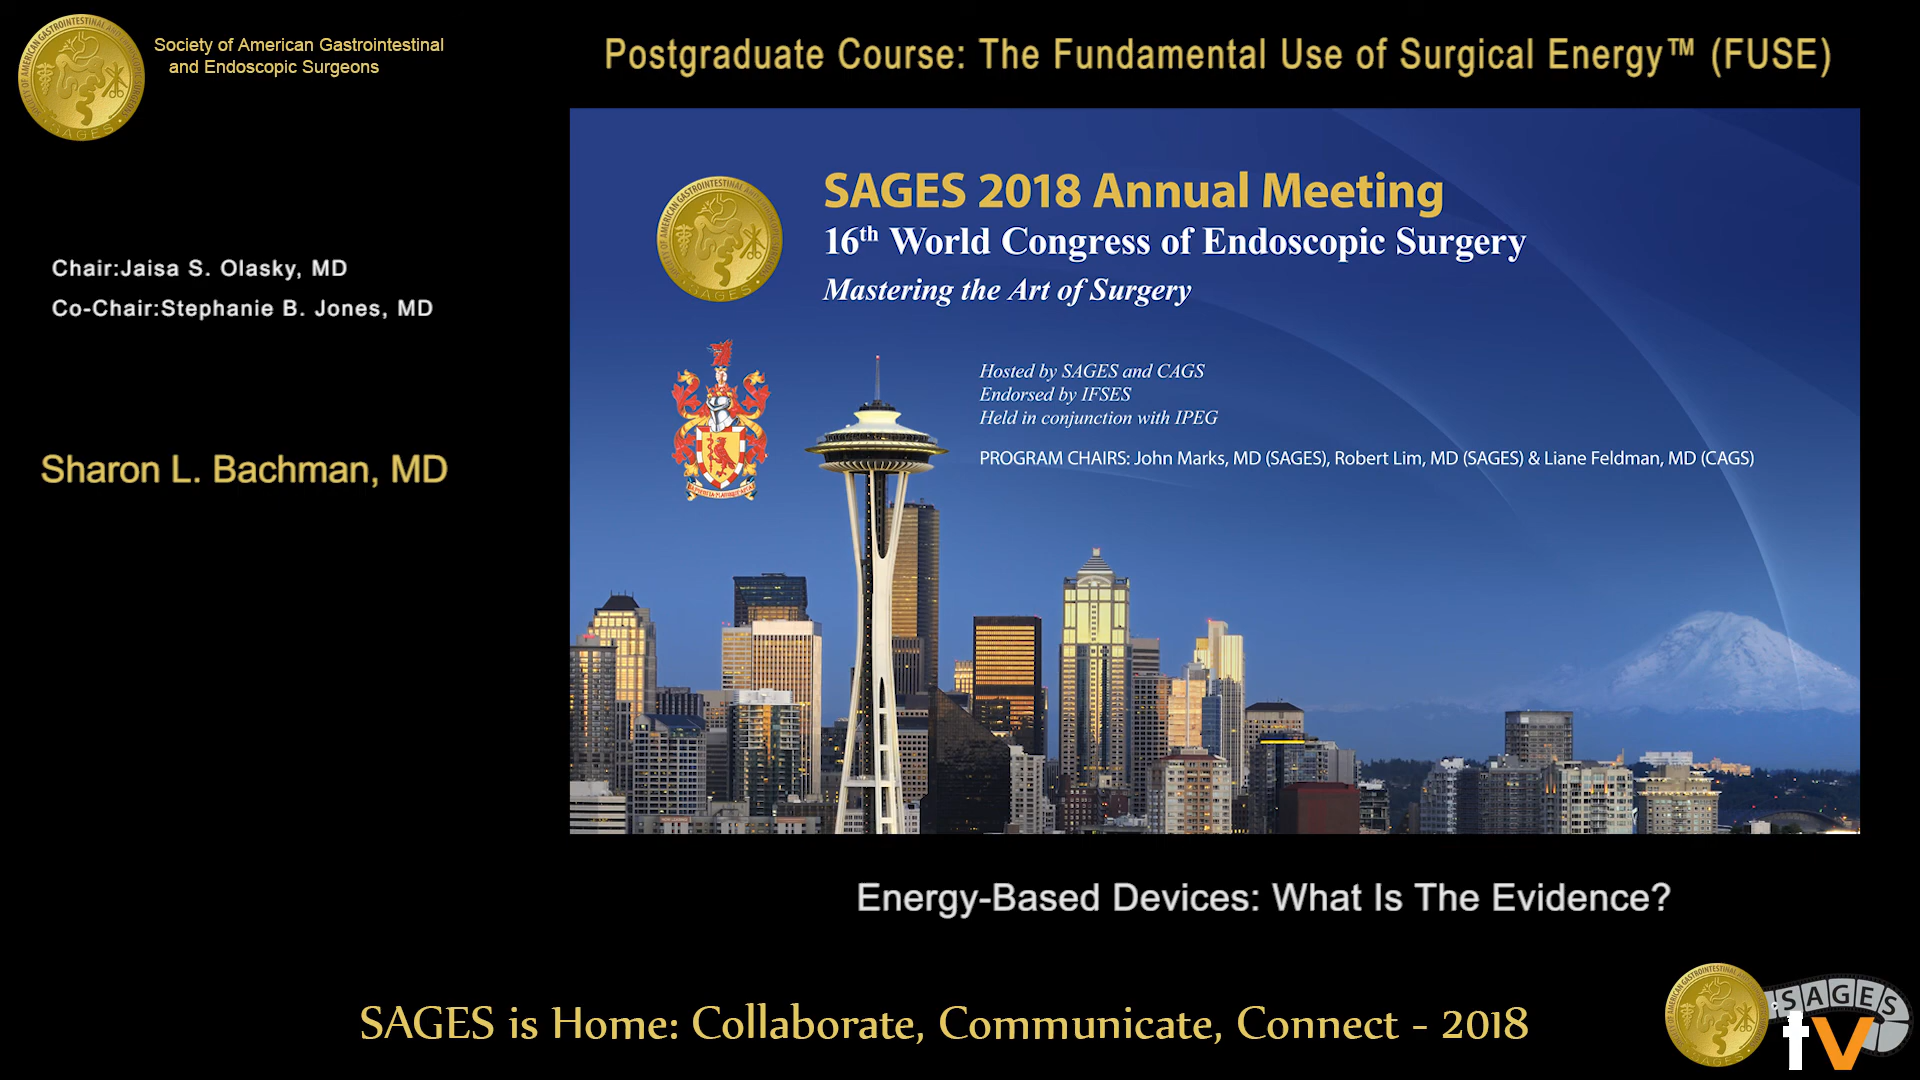 Society of American Gastrointestinal
and Endoscopic Surgeons
Postgraduate Course: The Fundamental Use of Surgical Energy™ (FUSE)
Chair:Jaisa S. Olasky, MD
Co-Chair:Stephanie B. Jones, MD
Sharon L. Bachman, MD
SAGES 2018 Annual Meeting
16th World Congress of Endoscopic Surgery
Mastering the Art of Surgery
Hosted by SAGES and CAGS
Endorsed by IFSES
Held in conjunction with IPEG
PROGRAM CHAIRS: John Marks, MD (SAGES), Robert Lim, MD (SAGES) & Liane Feldman, MD (CAGS)
Energy-Based Devices: What Is The Evidence?
SAGES is Home: Collaborate, Communicate, Connect - 2018
SAGES
tv